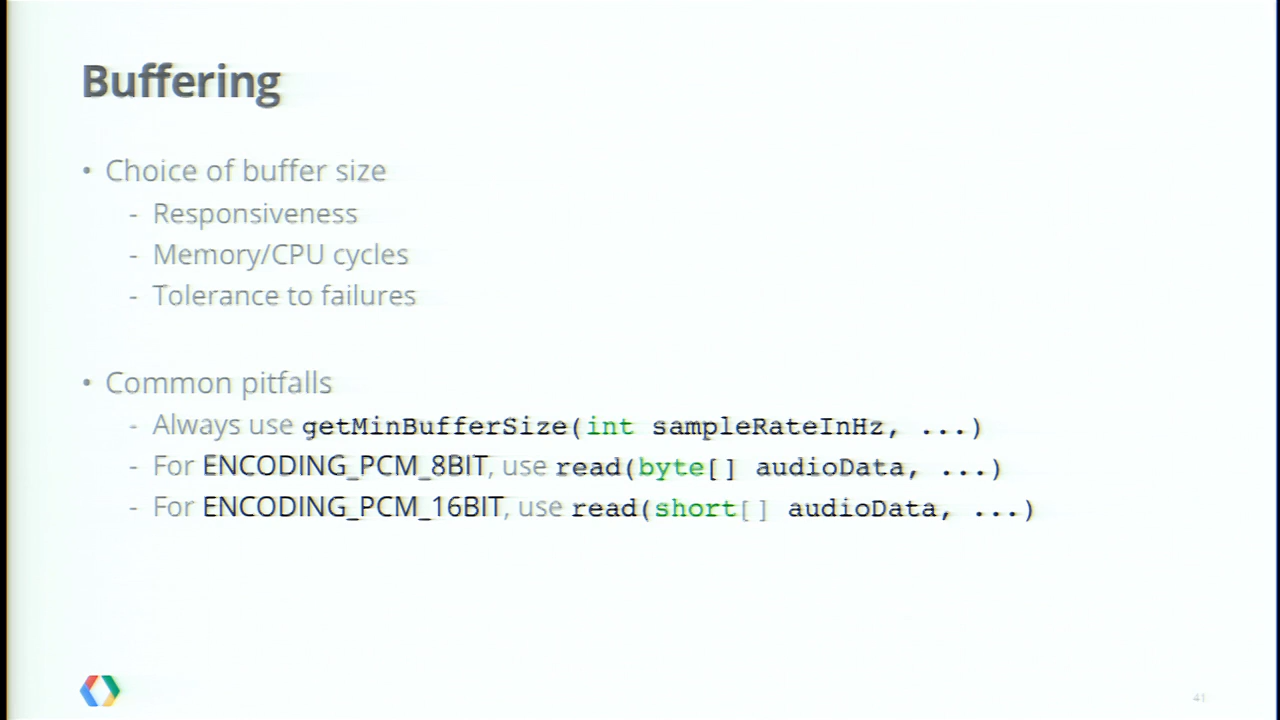 Buffering
• Choice of buffer size
- Responsiveness
- Memory/CPU cycles
- Tolerance to failures
• Common pitfalls
- Always use getMinBufferSize(int sampleRateInHz, ...)
- For ENCODING_PCM_8BIT, use read(byte[] audioData, ...)
- For ENCODING_PCM_16BIT, use read(short[] audioData, ...)
41